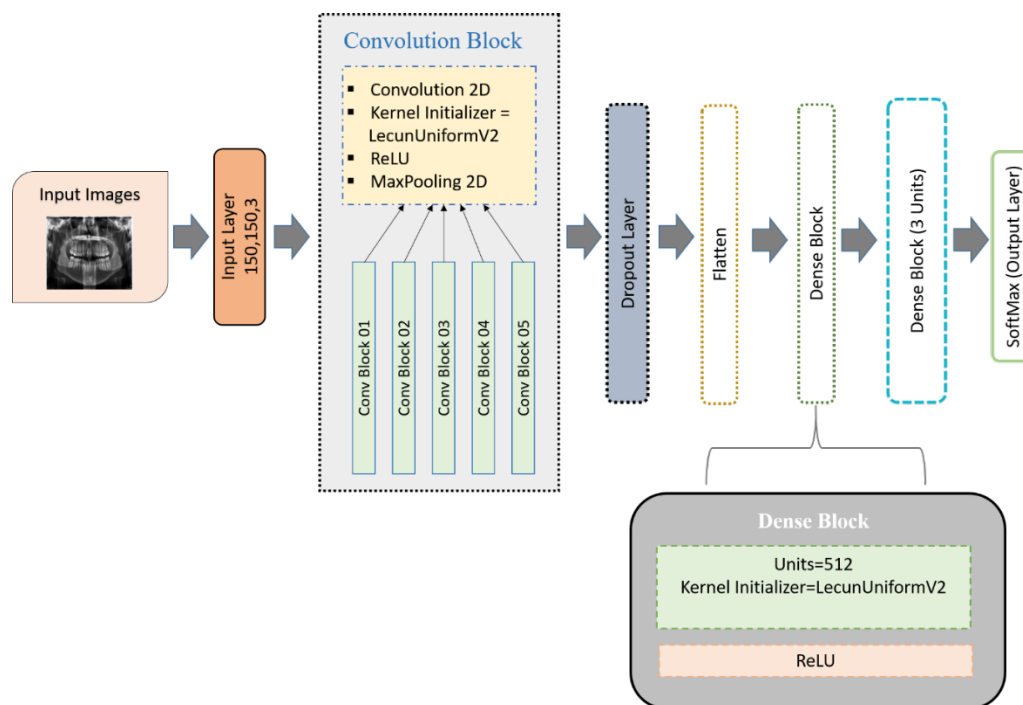 Input Images
Input Layer
150,150,3
Convolution Block
▪ Convolution 2D
▪ Kernel Initializer =
LecunUniformV2
▪ ReLU
▪ MaxPooling 2D
Conv Block 01
Conv Block 02
Conv Block 03
Conv Block 04
Conv Block 05
Dropout Layer
Flatten
Dense Block
Dense Block (3 Units)
SoftMax (Output Layer)
Dense Block
Units=512
Kernel Initializer=LecunUniformV2
ReLU